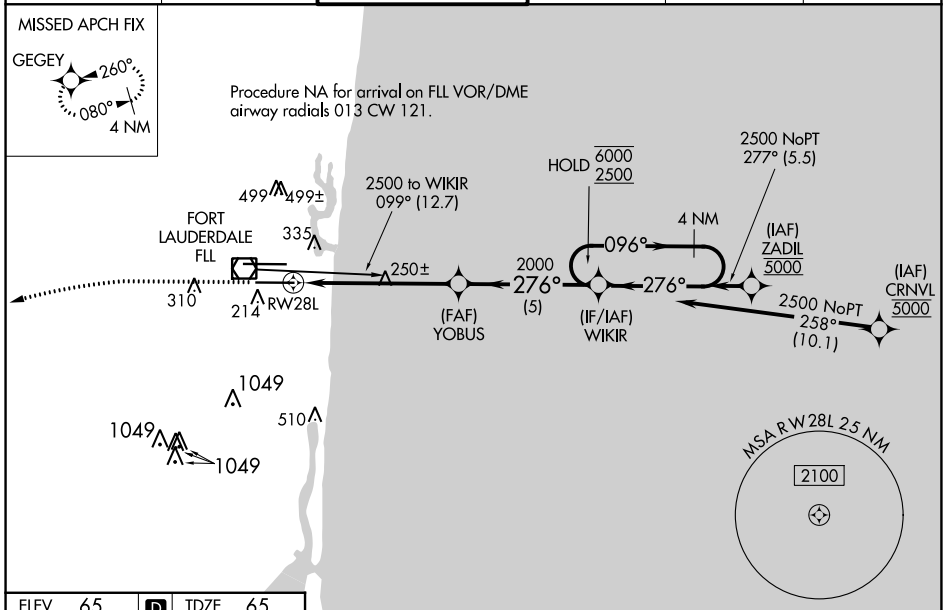 MISSED APCH FIX
GEGEY
260°
080°
4 NM
Procedure NA for arrival on FLL VOR/DME
airway radials 013 CW 121.
2500 NoPT
277° (5.5)
HOLD
6000
2500
2500 to WIKIR
099° (12.7)
499
499±
4 NM
FORT
LAUDERDALE
FLL
335
096°
(IAF)
ZADIL
5000
250±
2000
276°
(5)
276°
(IAF)
CRNVL
5000
310
214
RW28L
2500 NoPT
258°
(10.1)
(FAF)
YOBUS
(IF/IAF)
WIKIR
1049
510
1049
1049
MSA RW28L 25 NM
2100
ELEV 65 D TDZE 65